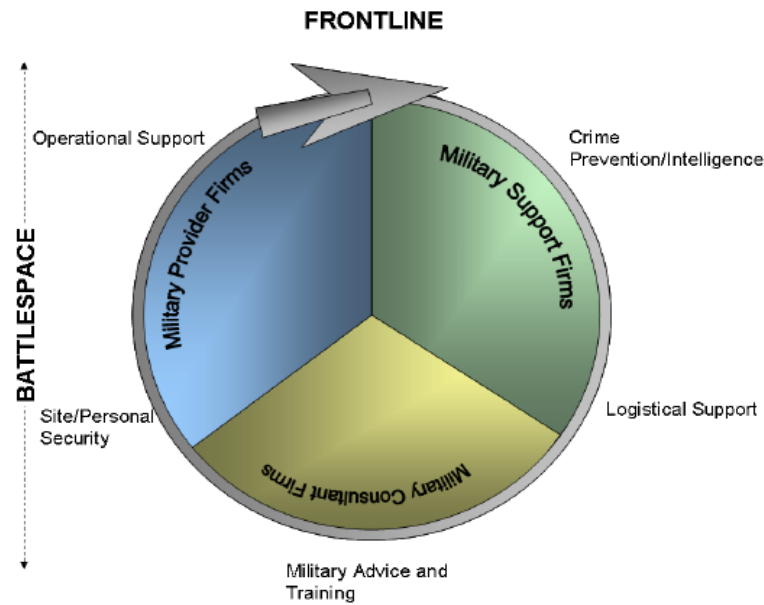 FRONTLINE
Operational Support
Crime
Prevention/Intelligence
Military Provider Firms
Military Support Firms
BATTLESPACE
Site/Personal
Security
Logistical Support
Military Consultant Firms
Military Advice and
Training